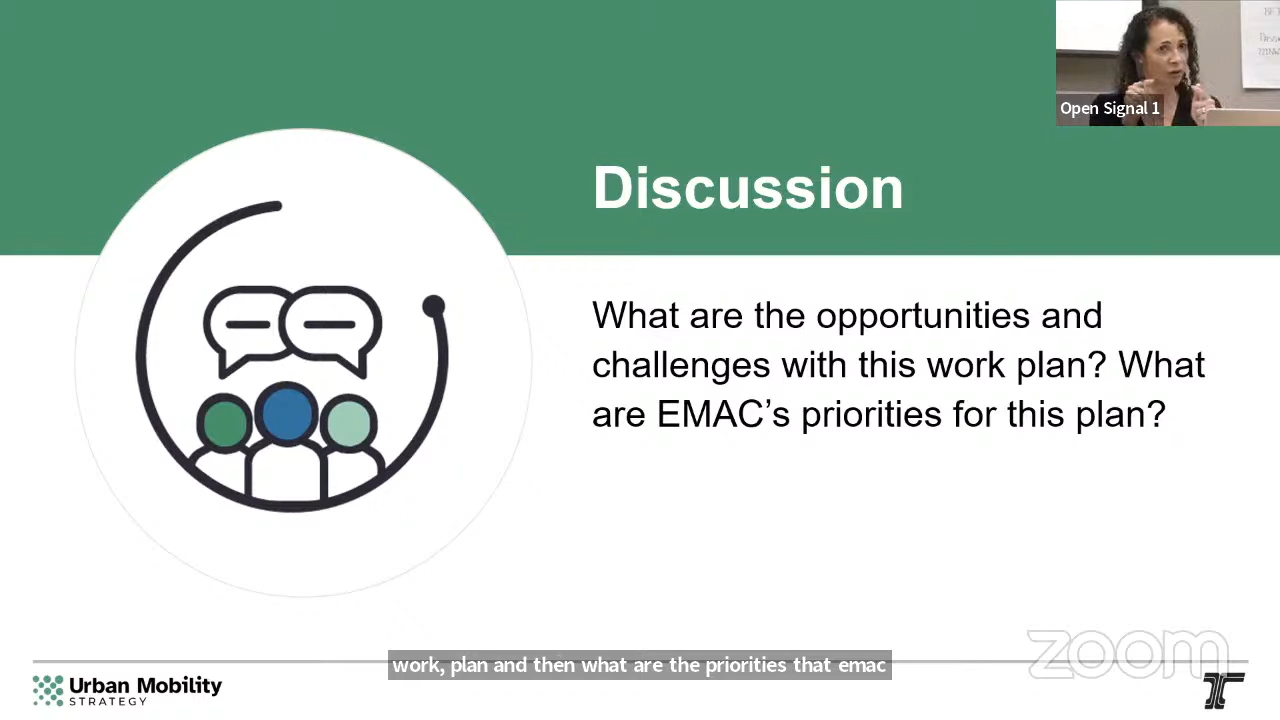 Open Signal 1
Discussion
What are the opportunities and
challenges with this work plan? What
are EMAC's priorities for this plan?
zoom
work, plan and then what are the priorities that emac
Urban Mobility
STRATEGY